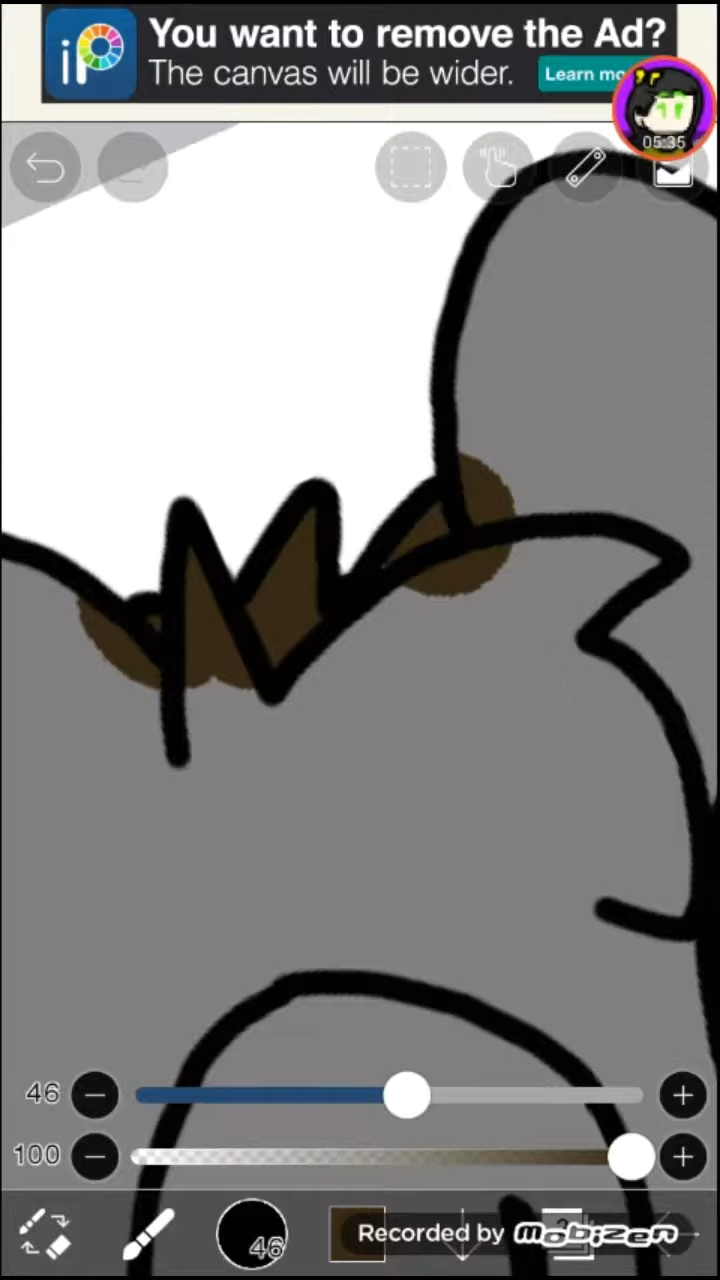 iP
You want to remove the Ad?
The canvas will be wider.
05:35
46
100
46
Recorded by MOBIZEN